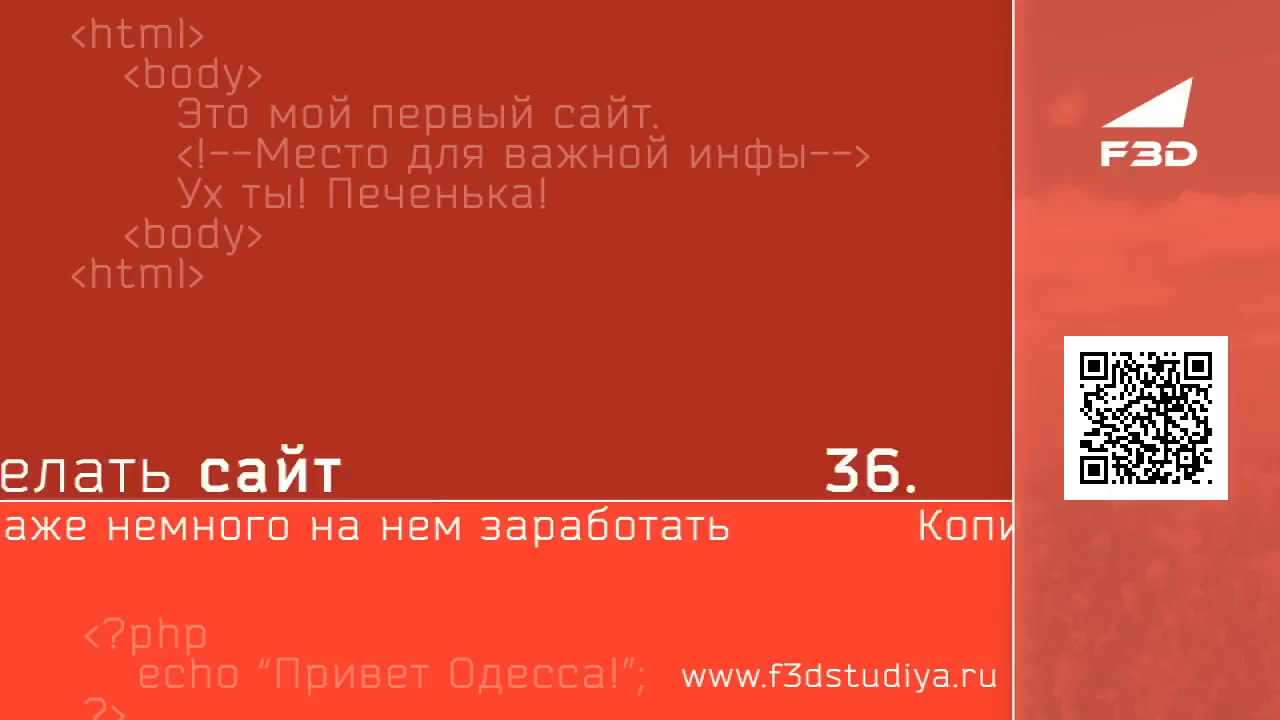 <html>
<body>
Это мой первый сайт.
<!--Место для важной инфы-->
Ух ты! Печенька!
<body>
<html>
елать сайт
36.
аже немного на нем заработать
Копи
<?php
echo “Привет Одесса!”;
?>
www.f3dstudiya.ru
F3D